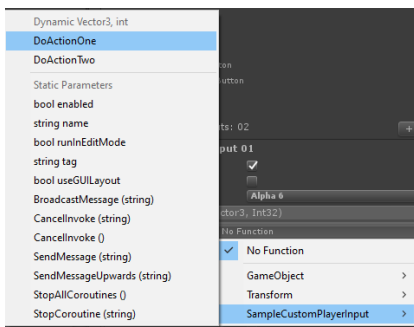 Dynamic Vector3, int
DoActionOne
DoActionTwo
Static Parameters
bool enabled
string name
bool runInEditMode
string tag
bool useGUILayout
BroadcastMessage (string)
CancelInvoke (string)
CancelInvoke ()
SendMessage (string)
SendMessageUpwards (string)
StopAllCoroutines ()
StopCoroutine (string)
ton
utton
uts: 02
+
put 01
Alpha 6
ctor3, Int32)
No Function
No Function
GameObject >
Transform >
SampleCustomPlayerInput >